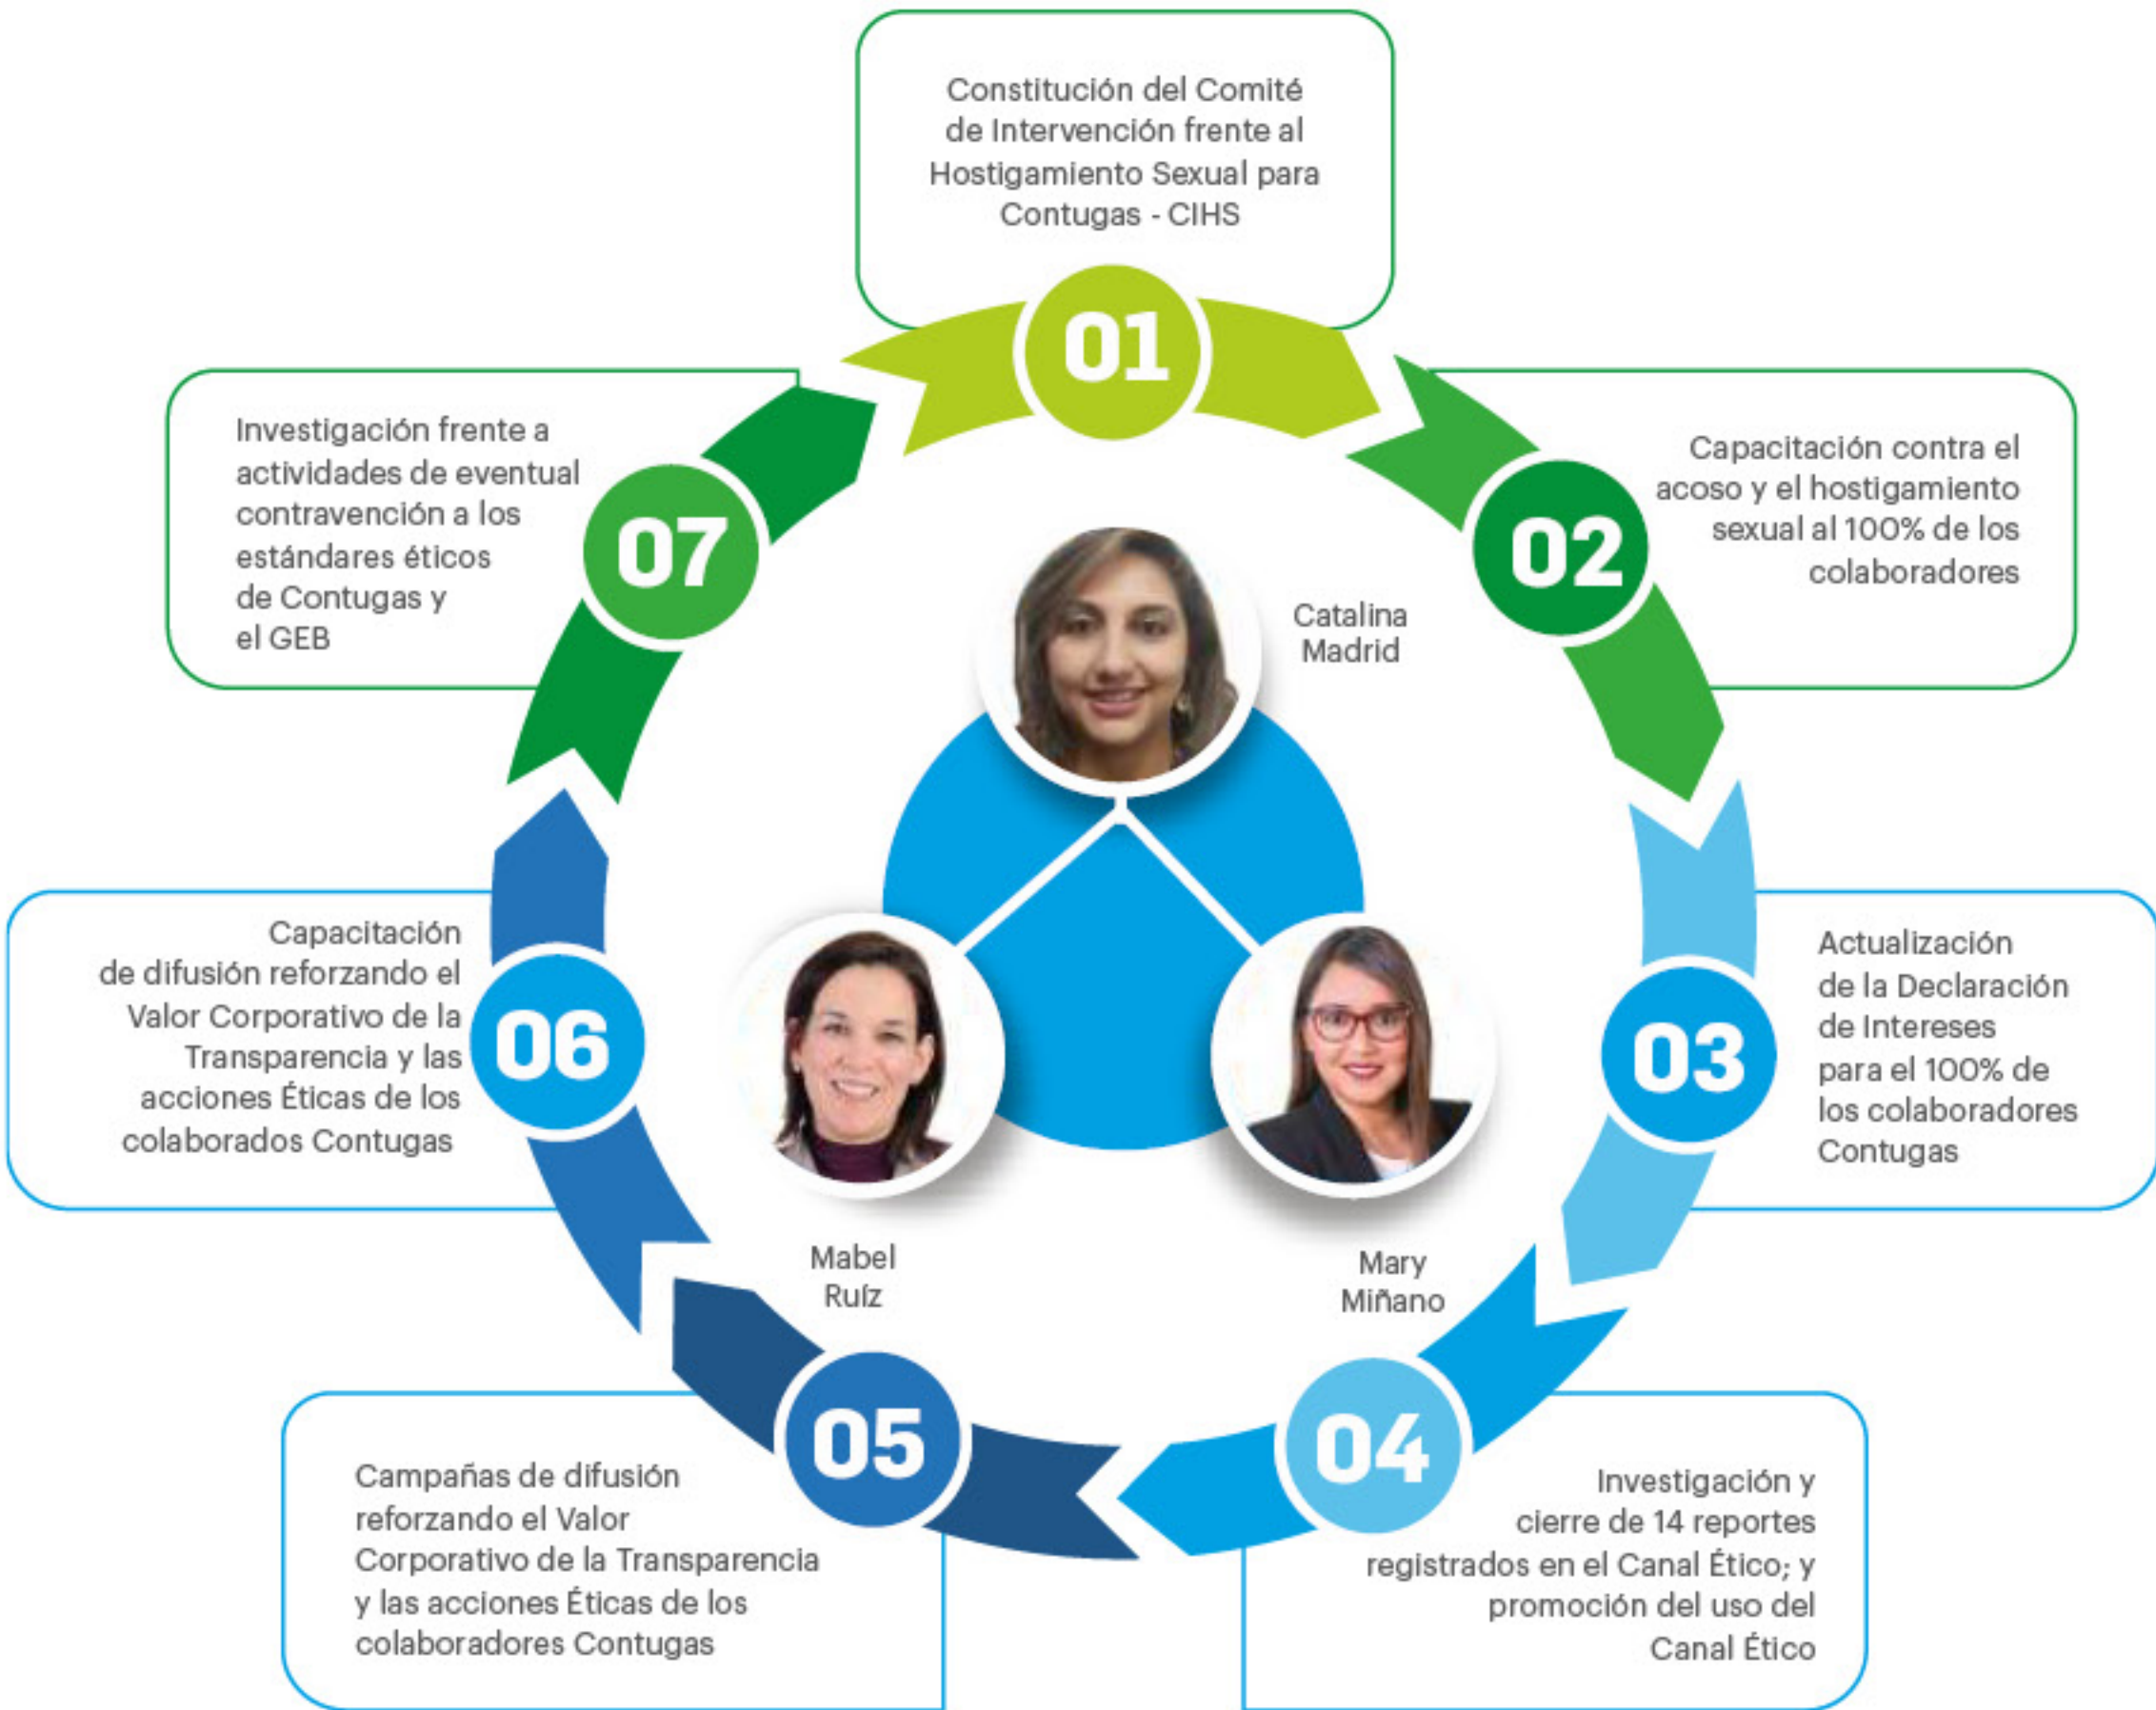 Constitución del Comité
de Intervención frente al
Hostigamiento Sexual para
Contugas - CIHS
01
Capacitación contra el
acoso y el hostigamiento
sexual al 100% de los
colaboradores
02
Actualización
de la Declaración
de Intereses
para el 100% de
los colaboradores
Contugas
03
Investigación y
cierre de 14 reportes
registrados en el Canal Ético; y
promoción del uso del
Canal Ético
04
Campañas de difusión
reforzando el Valor
Corporativo de la Transparencia
y las acciones Éticas de los
colaboradores Contugas
05
Capacitación
de difusión reforzando el
Valor Corporativo de la
Transparencia y las
acciones Éticas de los
colaborados Contugas
06
Investigación frente a
actividades de eventual
contravención a los
estándares éticos
de Contugas y
el GEB
07
Catalina
Madrid
Mabel
Ruíz
Mary
Miñano